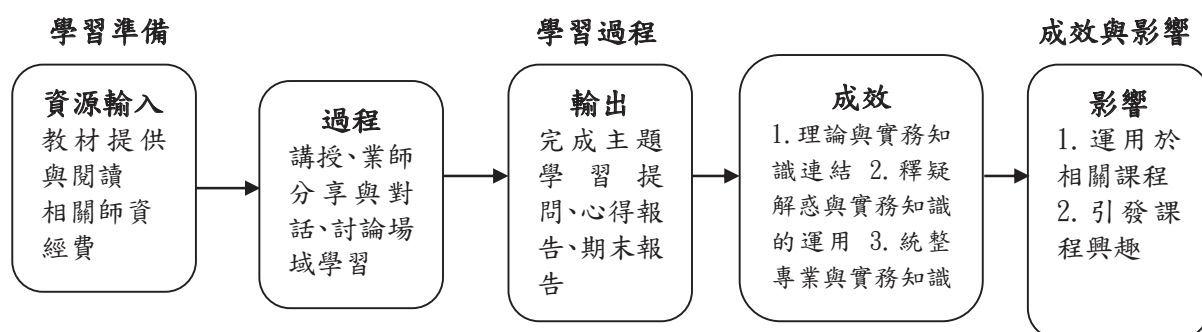 學習準備
學習過程
成效與影響
資源輸入
教材提供
與閱讀
相關師資
經費
過程
講授、業師
分享與對
話、討論場
域學習
輸出
完成主題
學習提
問、心得報
告、期末報
告
成效
1.理論與實務知
識連結 2.釋疑
解惑與實務知識
的運用 3.統整
專業與實務知識
影響
1.運用於
相關課程
2.引發課
程興趣